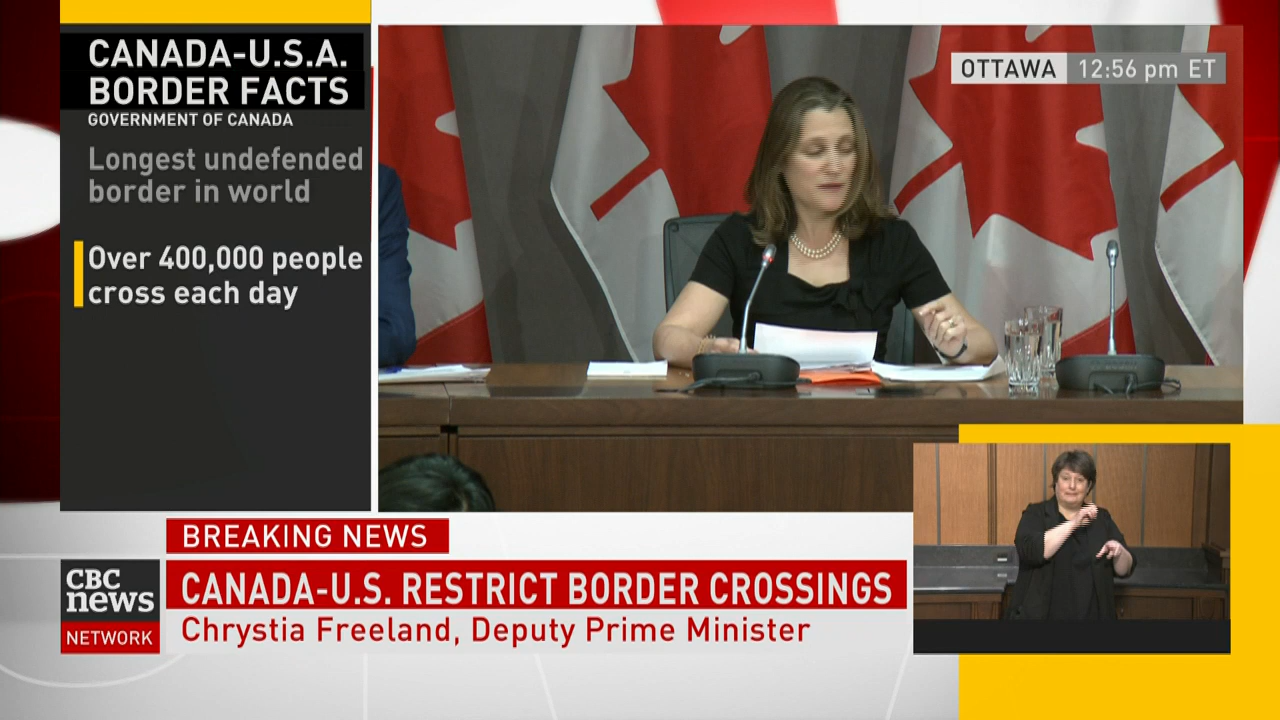 CANADA-U.S.A.
BORDER FACTS
GOVERNMENT OF CANADA
Longest undefended
border in world
Over 400,000 people
cross each day
OTTAWA 12:56 pm ET
BREAKING NEWS
CANADA-U.S. RESTRICT BORDER CROSSINGS
Chrystia Freeland, Deputy Prime Minister
CBC
news
NETWORK